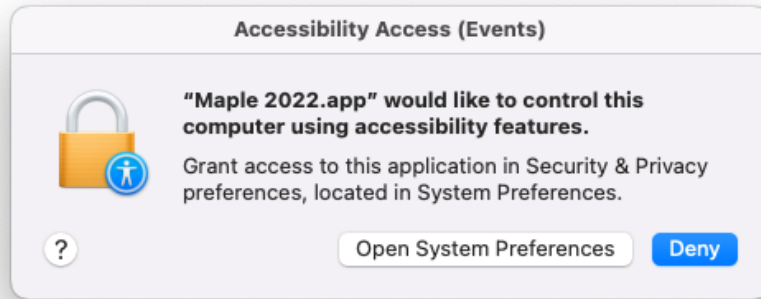 Accessibility Access (Events)
“Maple 2022.app” would like to control this
computer using accessibility features.
Grant access to this application in Security & Privacy
preferences, located in System Preferences.
?
Open System Preferences
Deny